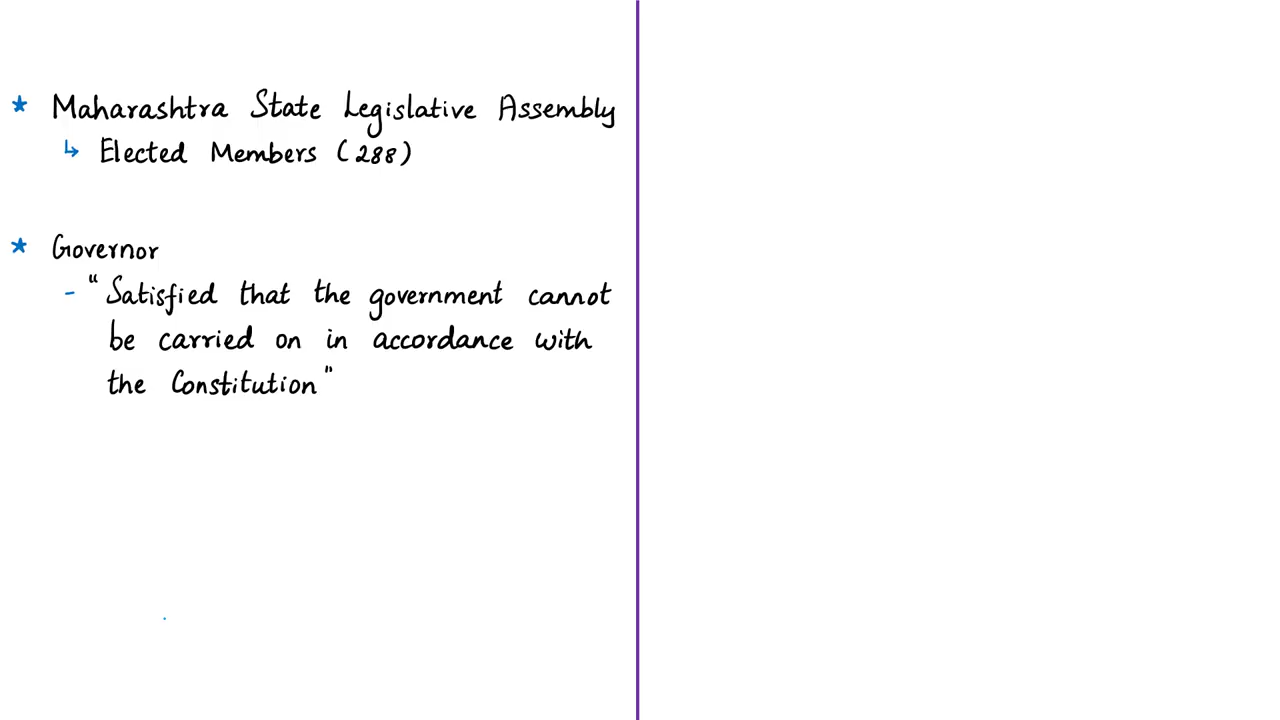 * Maharashtra State Legislative Assembly
↳ Elected Members (288)
* Governor
- "Satisfied that the government cannot
be carried on in accordance with
the Constitution"